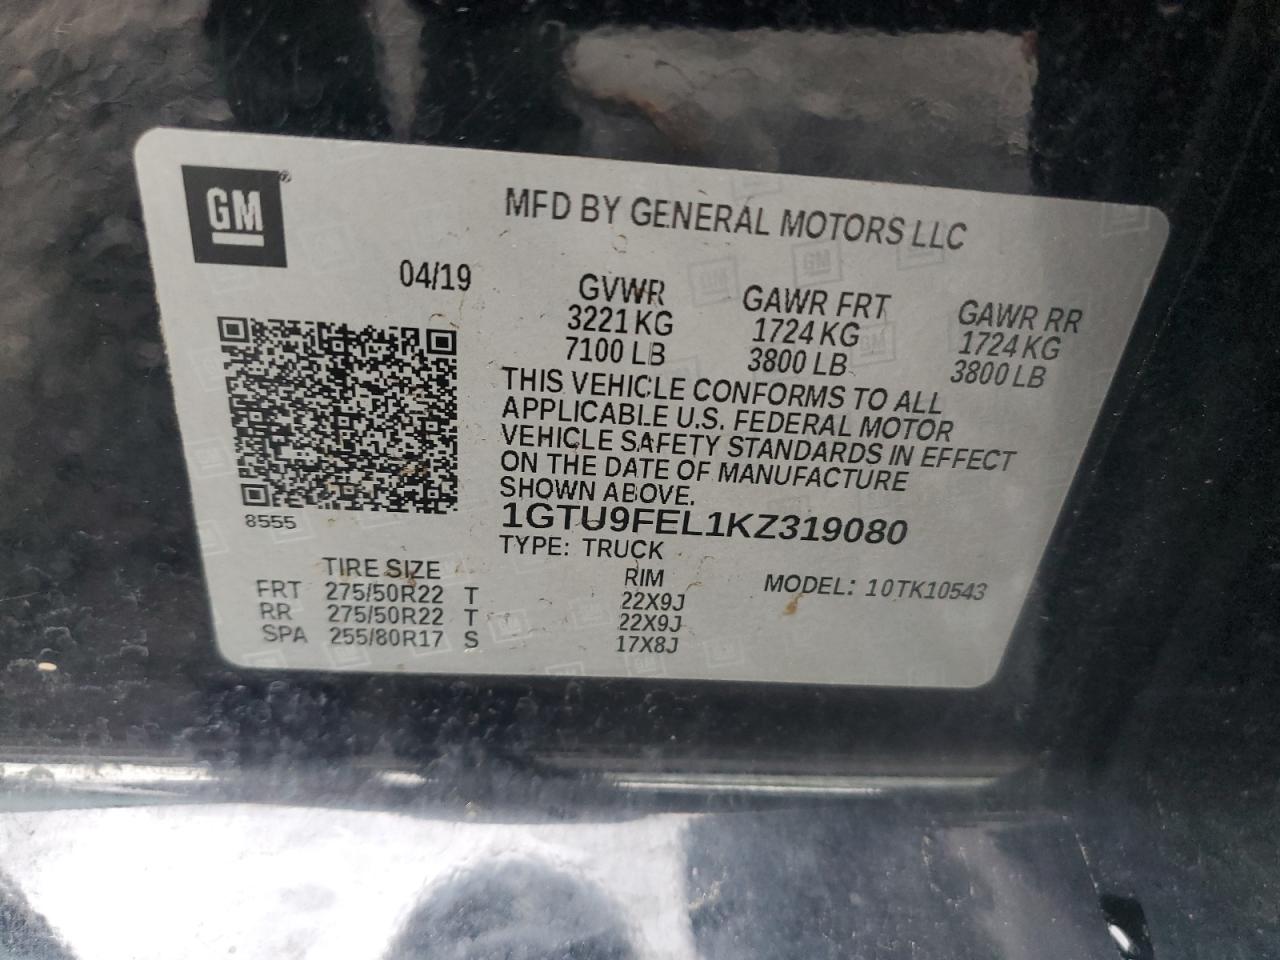 GM®
MFD BY GENERAL MOTORS LLC
04/19
GVWR GAWR FRT GAWR RR
3221 KG 1724 KG 1724 KG
7100 LB 3800 LB 3800 LB
THIS VEHICLE CONFORMS TO ALL
APPLICABLE U.S. FEDERAL MOTOR
VEHICLE SAFETY STANDARDS IN EFFECT
ON THE DATE OF MANUFACTURE
SHOWN ABOVE.
8555
1GTU9FEL1KZ319080
TYPE: TRUCK
TIRE SIZE RIM MODEL: 10TK10543
FRT 275/50R22 T 22X9J
RR 275/50R22 T 22X9J
SPA 255/80R17 S 17X8J